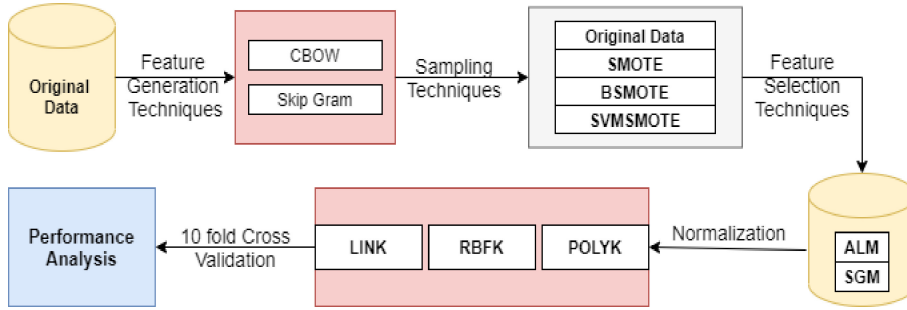 Original
Data
Feature
Generation
Techniques
CBOW
Skip Gram
Sampling
Techniques
Original Data
SMOTE
BSMOTE
SVMSMOTE
Feature
Selection
Techniques
ALM
SGM
Normalization
LINK
RBFK
POLYK
10 fold Cross
Validation
Performance
Analysis